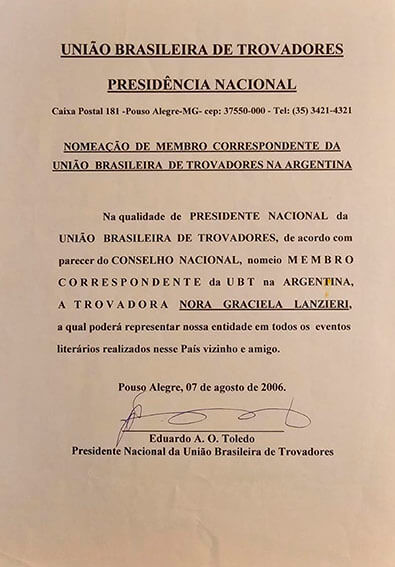 UNIÃO BRASILEIRA DE TROVADORES
PRESIDÊNCIA NACIONAL
Caixa Postal 181 -Pouso Alegre-MG- cep: 37550-000 - Tel: (35) 3421-4321
NOMEAÇÃO DE MEMBRO CORRESPONDENTE DA
UNIÃO BRASILEIRA DE TROVADORES NA ARGENTINA
Na qualidade de PRESIDENTE NACIONAL da
UNIÃO BRASILEIRA DE TROVADORES, de acordo com
parecer do CONSELHO NACIONAL, nomeio M E M B R O
C O R R E S P O N D E N T E da U B T na ARGENTINA,
A T R O V A D O R A NORA GRACIELA LANZIERI,
a qual poderá representar nossa entidade em todos os eventos
literários realizados nesse País vizinho e amigo.
Pouso Alegre, 07 de agosto de 2006.
Eduardo A. O. Toledo
Presidente Nacional da União Brasileira de Trovadores